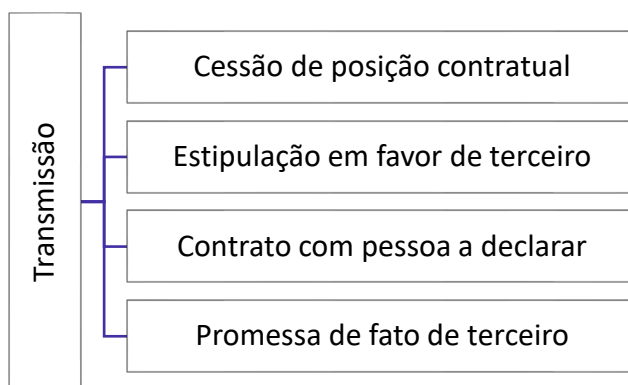 Transmissão
Cessão de posição contratual
Estipulação em favor de terceiro
Contrato com pessoa a declarar
Promessa de fato de terceiro